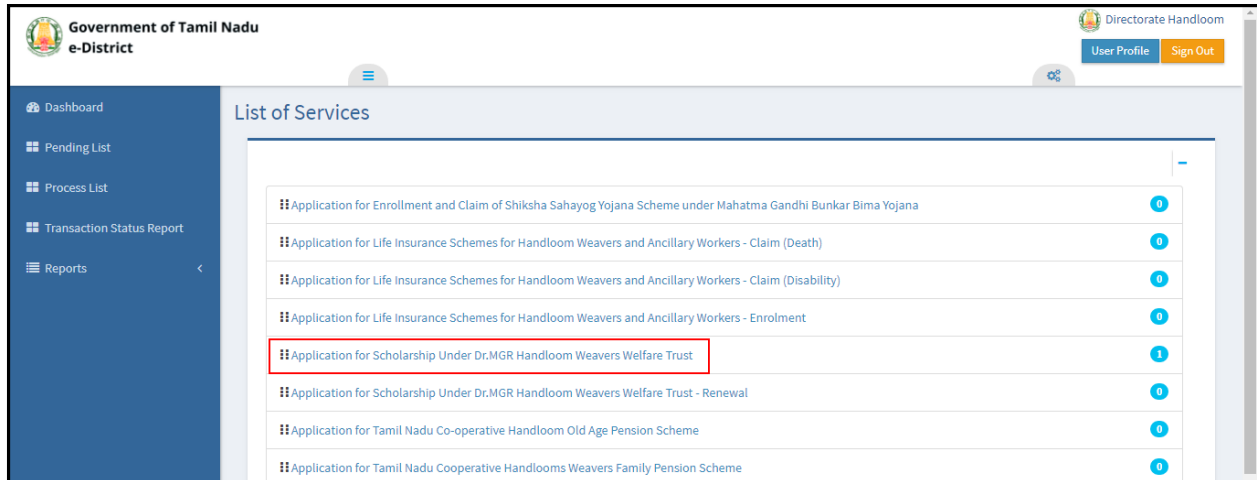 Government of Tamil Nadu
e-District
Directorate Handloom
User Profile
Sign Out
Dashboard
Pending List
Process List
Transaction Status Report
Reports
List of Services
Application for Enrollment and Claim of Shiksha Sahayog Yojana Scheme under Mahatma Gandhi Bunkar Bima Yojana 0
Application for Life Insurance Schemes for Handloom Weavers and Ancillary Workers - Claim (Death) 0
Application for Life Insurance Schemes for Handloom Weavers and Ancillary Workers - Claim (Disability) 0
Application for Life Insurance Schemes for Handloom Weavers and Ancillary Workers - Enrolment 0
Application for Scholarship Under Dr.MGR Handloom Weavers Welfare Trust 1
Application for Scholarship Under Dr.MGR Handloom Weavers Welfare Trust - Renewal 0
Application for Tamil Nadu Co-operative Handloom Old Age Pension Scheme 0
Application for Tamil Nadu Cooperative Handlooms Weavers Family Pension Scheme 0